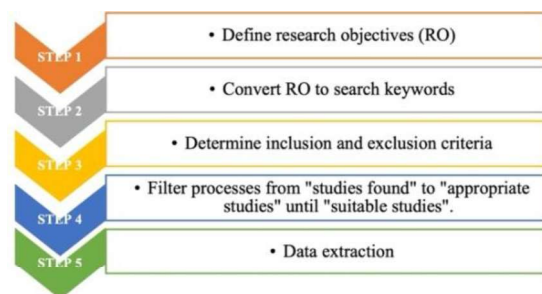 STEP 1
• Define research objectives (RO)
STEP 2
• Convert RO to search keywords
STEP 3
• Determine inclusion and exclusion criteria
STEP 4
• Filter processes from "studies found" to "appropriate
studies" until "suitable studies".
STEP 5
• Data extraction